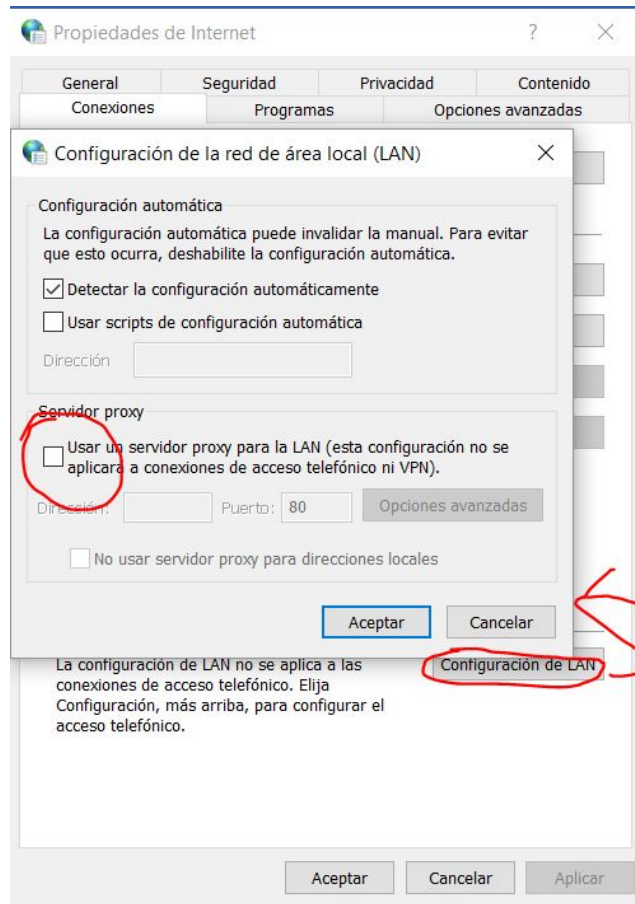 Propiedades de Internet
General Seguridad Privacidad Contenido
Conexiones Programas Opciones avanzadas
Configuración de la red de área local (LAN)
Configuración automática
La configuración automática puede invalidar la manual. Para evitar
que esto ocurra, deshabilite la configuración automática.
Detectar la configuración automáticamente
Usar scripts de configuración automática
Dirección
Servidor proxy
Usar un servidor proxy para la LAN (esta configuración no se
aplicará a conexiones de acceso telefónico ni VPN).
Dirección: Puerto: 80 Opciones avanzadas
No usar servidor proxy para direcciones locales
Aceptar Cancelar
La configuración de LAN no se aplica a las
conexiones de acceso telefónico. Elija
Configuración, más arriba, para configurar el
acceso telefónico.
Configuración de LAN
Aceptar Cancelar Aplicar